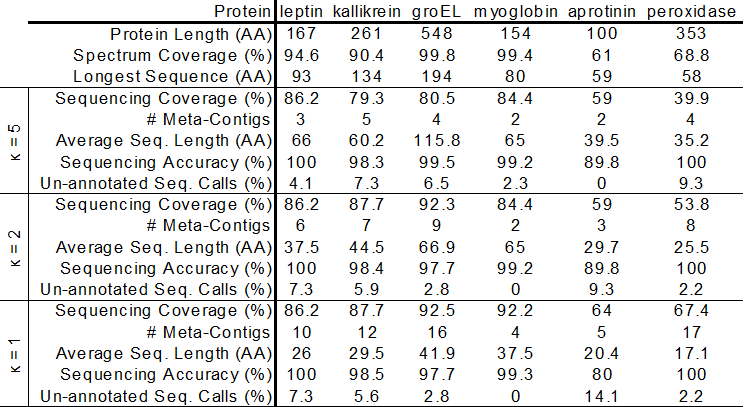 Protein leptin kallikrein groEL myoglobin aprotinin peroxidase
Protein Length (AA) 167 261 548 154 100 353
Spectrum Coverage (%) 94.6 90.4 99.8 99.4 61 68.8
Longest Sequence (AA) 93 134 194 80 59 58
κ = 5
Sequencing Coverage (%) 86.2 79.3 80.5 84.4 59 39.9
# Meta-Contigs 3 5 4 2 2 4
Average Seq. Length (AA) 66 60.2 115.8 65 39.5 35.2
Sequencing Accuracy (%) 100 98.3 99.5 99.2 89.8 100
Un-annotated Seq. Calls (%) 4.1 7.3 6.5 2.3 0 9.3
κ = 2
Sequencing Coverage (%) 86.2 87.7 92.3 84.4 59 53.8
# Meta-Contigs 6 7 9 2 3 8
Average Seq. Length (AA) 37.5 44.5 66.9 65 29.7 25.5
Sequencing Accuracy (%) 100 98.4 97.7 99.2 89.8 100
Un-annotated Seq. Calls (%) 7.3 5.9 2.8 0 9.3 2.2
κ = 1
Sequencing Coverage (%) 86.2 87.7 92.5 92.2 64 67.4
# Meta-Contigs 10 12 16 4 5 17
Average Seq. Length (AA) 26 29.5 41.9 37.5 20.4 17.1
Sequencing Accuracy (%) 100 98.5 97.7 99.3 80 100
Un-annotated Seq. Calls (%) 7.3 5.6 2.8 0 14.1 2.2